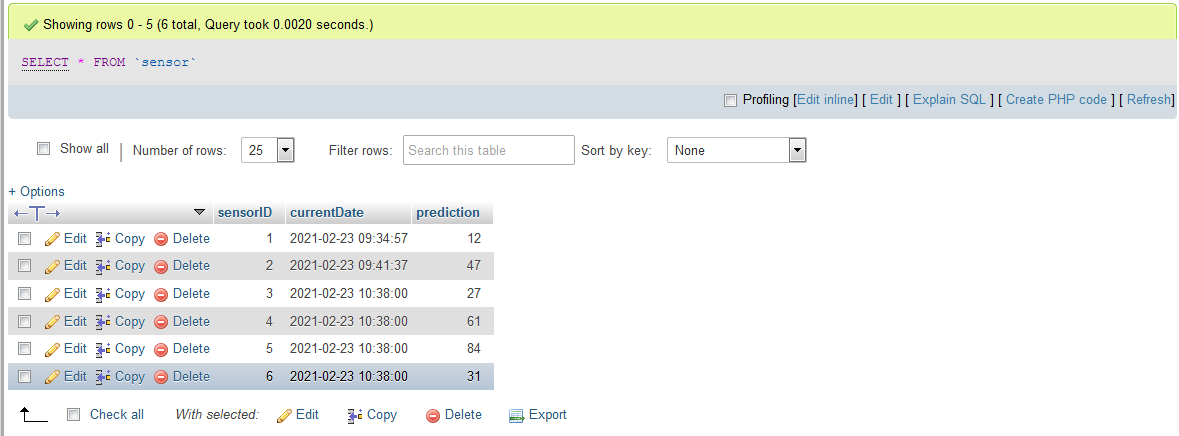 Showing rows 0 - 5 (6 total, Query took 0.0020 seconds.)
SELECT * FROM `sensor`
Profiling [Edit inline] [ Edit ] [ Explain SQL ] [ Create PHP code ] [ Refresh]
Show all | Number of rows: 25 Filter rows: Search this table Sort by key: None
+ Options
←T→ sensorID currentDate prediction
Edit Copy Delete 1 2021-02-23 09:34:57 12
Edit Copy Delete 2 2021-02-23 09:41:37 47
Edit Copy Delete 3 2021-02-23 10:38:00 27
Edit Copy Delete 4 2021-02-23 10:38:00 61
Edit Copy Delete 5 2021-02-23 10:38:00 84
Edit Copy Delete 6 2021-02-23 10:38:00 31
Check all With selected: Edit Copy Delete Export